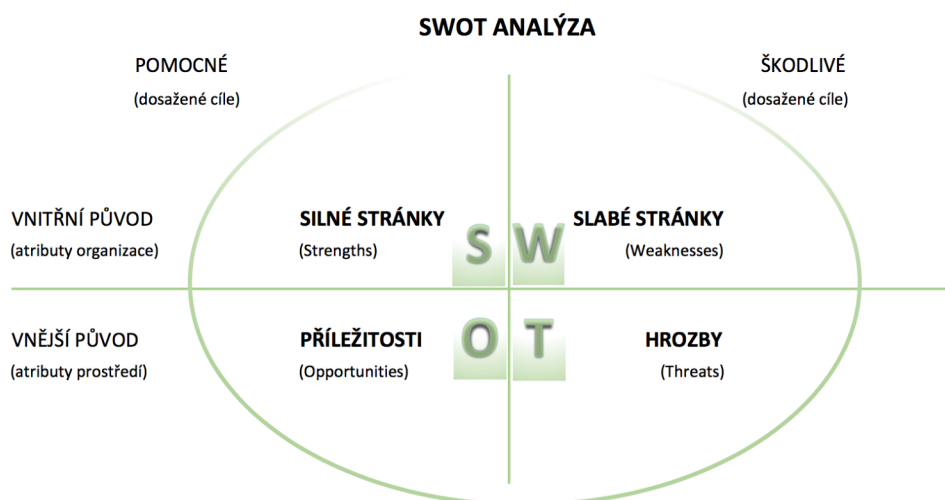 SWOT ANALÝZA
POMOCNÉ
(dosažené cíle)
ŠKODLIVÉ
(dosažené cíle)
VNITŘNÍ PŮVOD
(atributy organizace)
SILNÉ STRÁNKY
(Strengths)
S W
SLABÉ STRÁNKY
(Weaknesses)
VNĚJŠÍ PŮVOD
(atributy prostředí)
PŘÍLEŽITOSTI
(Opportunities)
O T
HROZBY
(Threats)